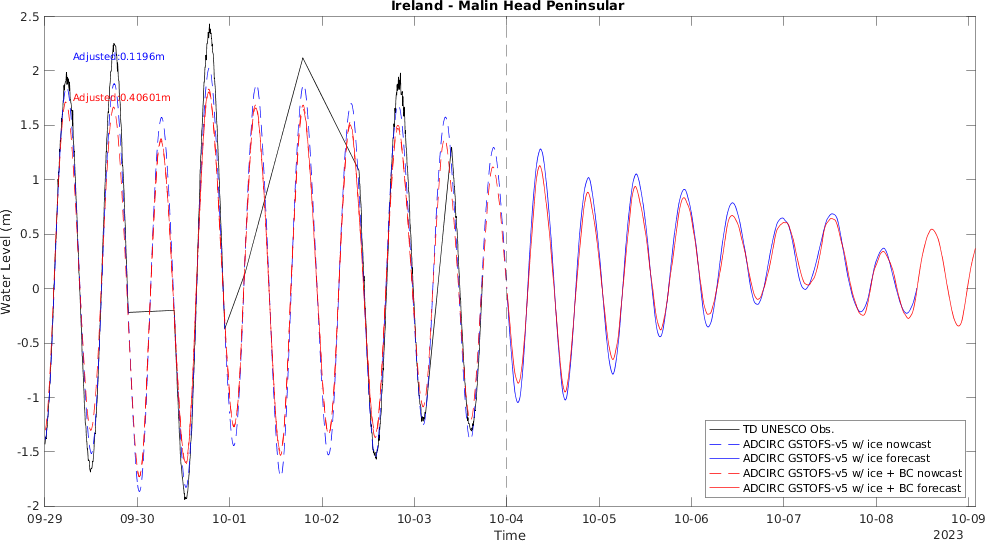 Ireland - Malin Head Peninsular
Adjusted:0.1196m
Adjusted:0.40601m
Water Level (m)
2.5
2
1.5
1
0.5
0
-0.5
-1
-1.5
-2
09-29
09-30
10-01
10-02
10-03
10-04
10-05
10-06
10-07
10-08
10-09
Time
2023
TD UNESCO Obs.
ADCIRC GSTOFS-v5 w/ ice nowcast
ADCIRC GSTOFS-v5 w/ ice forecast
ADCIRC GSTOFS-v5 w/ ice + BC nowcast
ADCIRC GSTOFS-v5 w/ ice + BC forecast